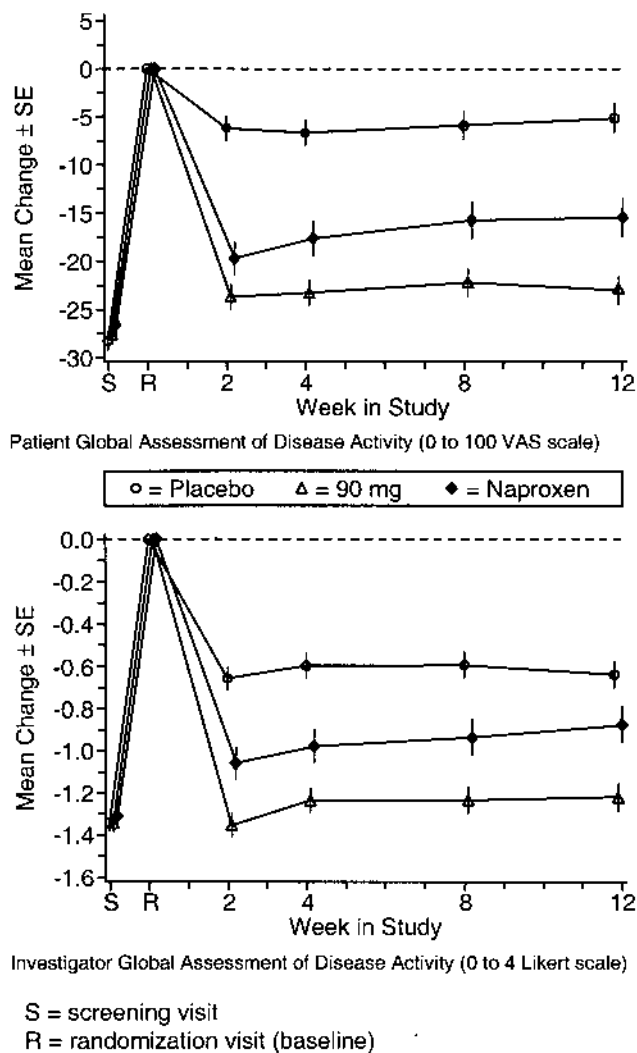 5
0
-5
-10
-15
-20
-25
-30
Mean Change ± SE
S R 2 4 8 12
Week in Study
Patient Global Assessment of Disease Activity (0 to 100 VAS scale)
= Placebo = 90 mg = Naproxen
0.0
-0.2
-0.4
-0.6
-0.8
-1.0
-1.2
-1.4
-1.6
Mean Change ± SE
S R 2 4 8 12
Week in Study
Investigator Global Assessment of Disease Activity (0 to 4 Likert scale)
S = screening visit
R = randomization visit (baseline)